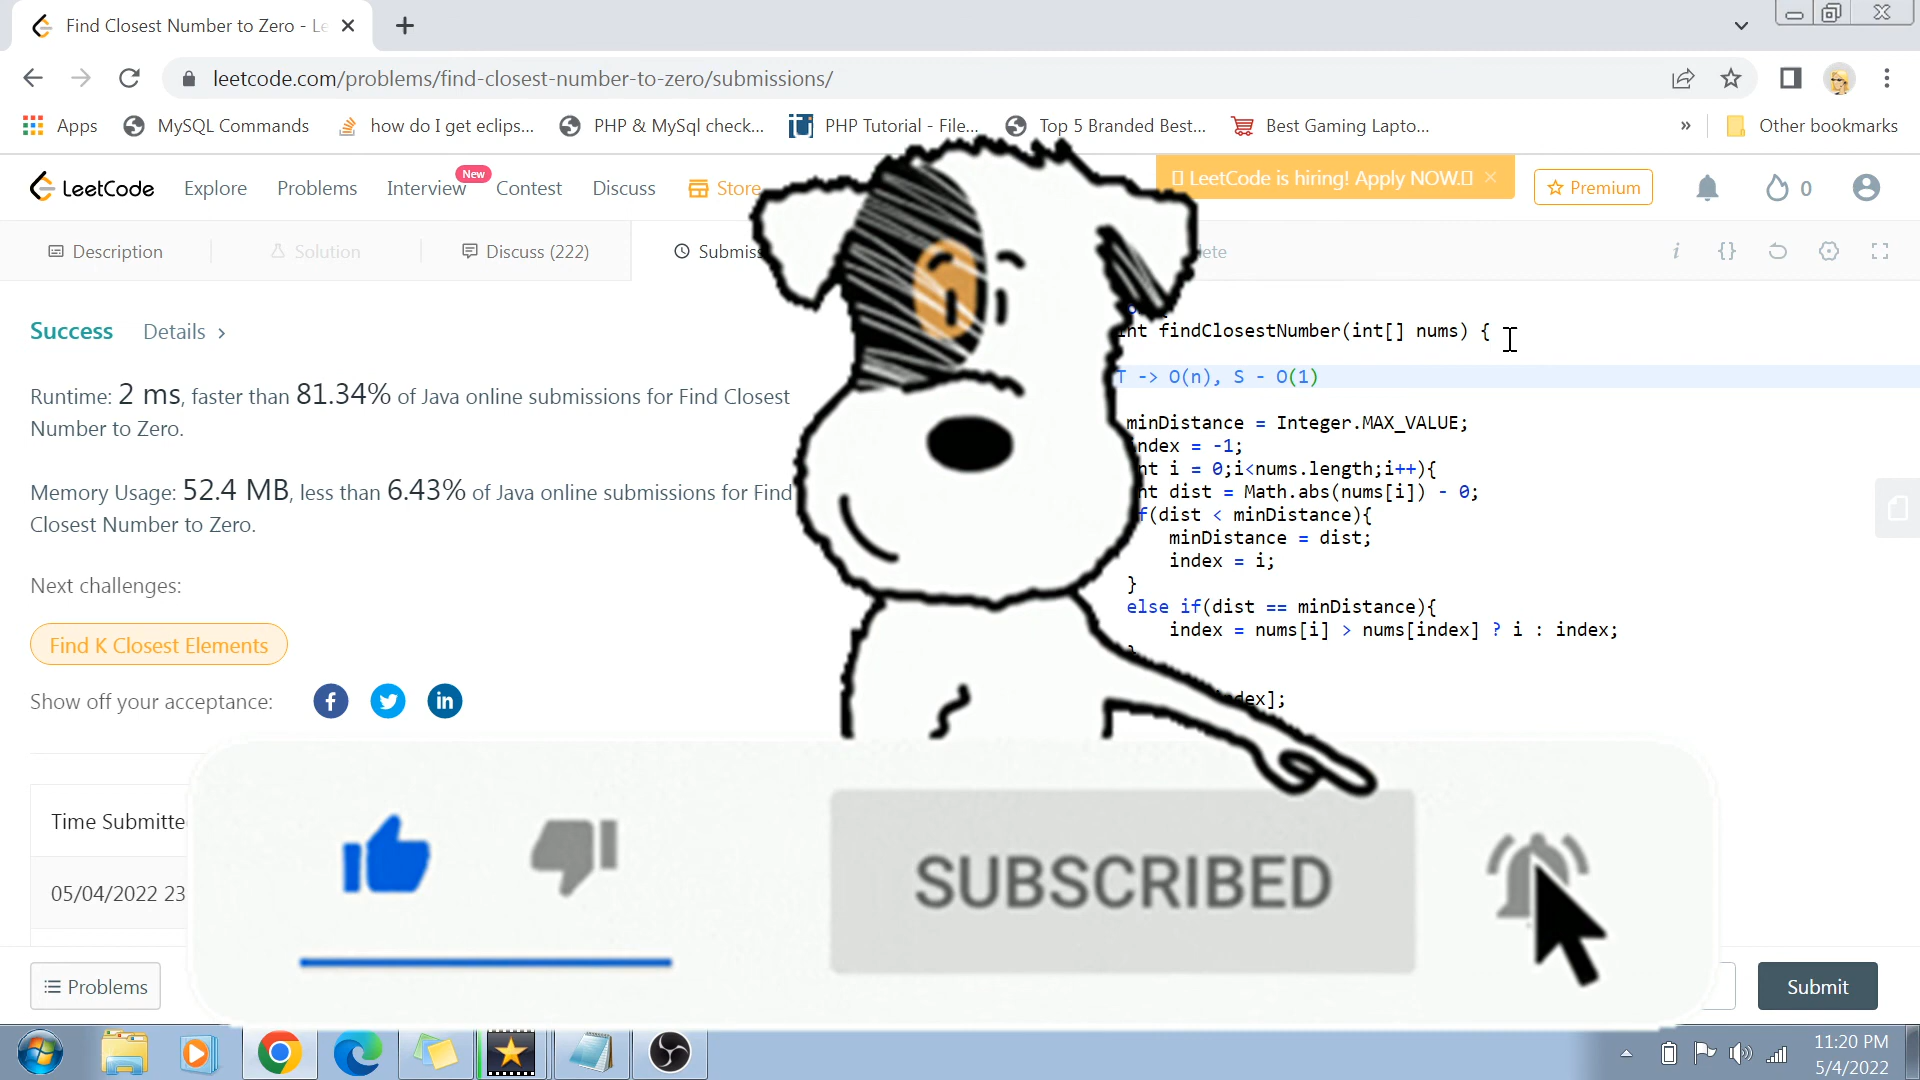 Find Closest Number to Zero - Le
leetcode.com/problems/find-closest-number-to-zero/submissions/
Apps MySQL Commands how do I get eclips... PHP & MySql check... PHP Tutorial - File... Top 5 Branded Best... Best Gaming Lapto... » Other bookmarks
LeetCode Explore Problems Interview New Contest Discuss Store LeetCode is hiring! Apply NOW. Premium 0
Description Solution Discuss (222) Submiss
Success Details >
int findClosestNumber(int[] nums) {
T -> O(n), S - O(1)
Runtime: 2 ms, faster than 81.34% of Java online submissions for Find Closest
Number to Zero.
minDistance = Integer.MAX_VALUE;
index = -1;
int i = 0;i<nums.length;i++){
int dist = Math.abs(nums[i]) - 0;
if(dist < minDistance){
minDistance = dist;
index = i;
}
else if(dist == minDistance){
index = nums[i] > nums[index] ? i : index;
}
index];
Memory Usage: 52.4 MB, less than 6.43% of Java online submissions for Find
Closest Number to Zero.
Next challenges:
Find K Closest Elements
Show off your acceptance:
Time Submitte
05/04/2022 23
SUBSCRIBED
Problems
Submit
11:20 PM
5/4/2022